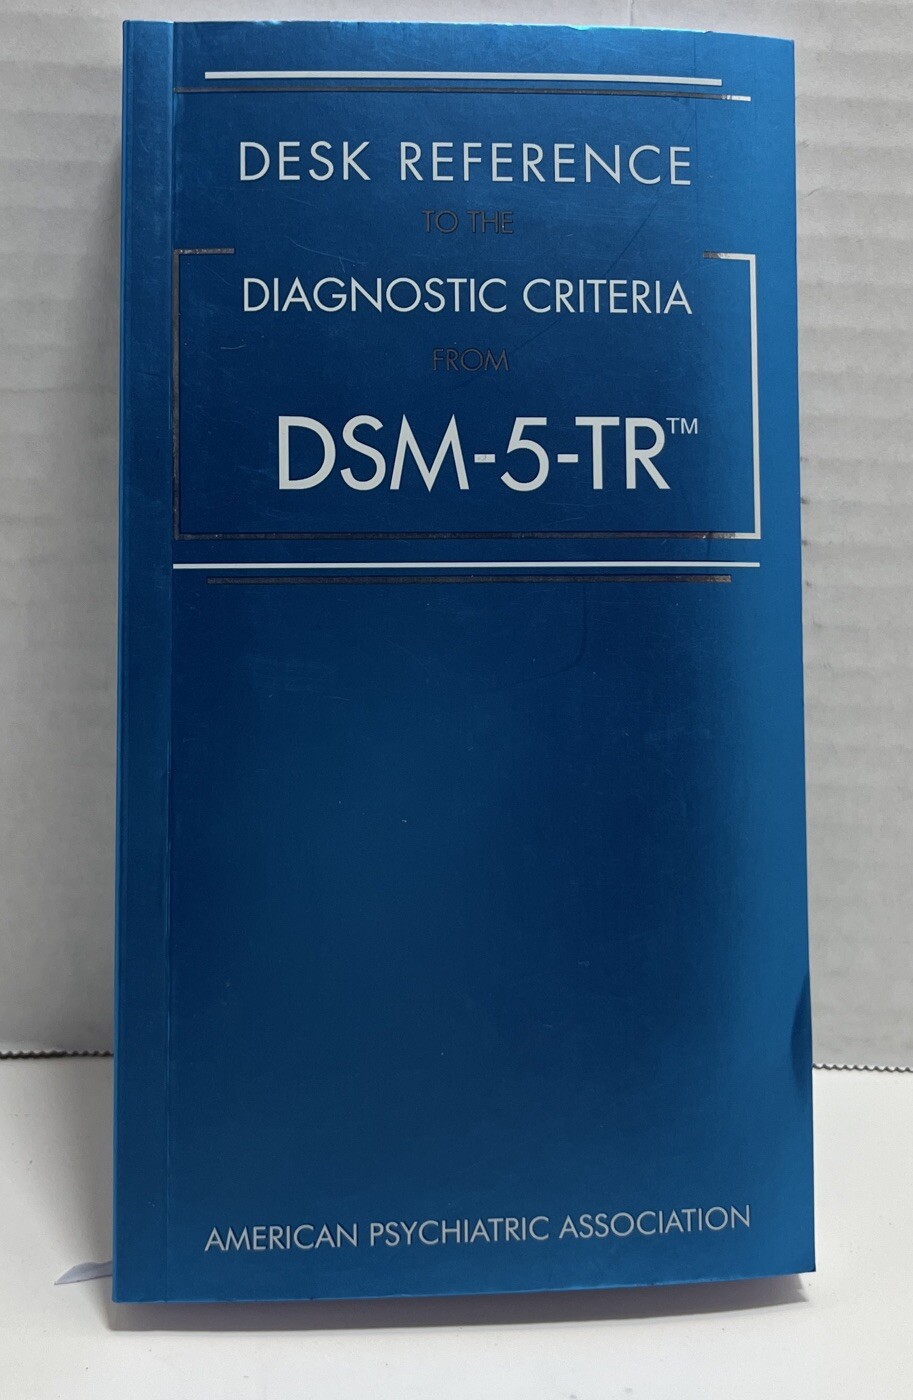 DESK REFERENCE
TO THE
DIAGNOSTIC CRITERIA
FROM
DSM-5-TR™
AMERICAN PSYCHIATRIC ASSOCIATION